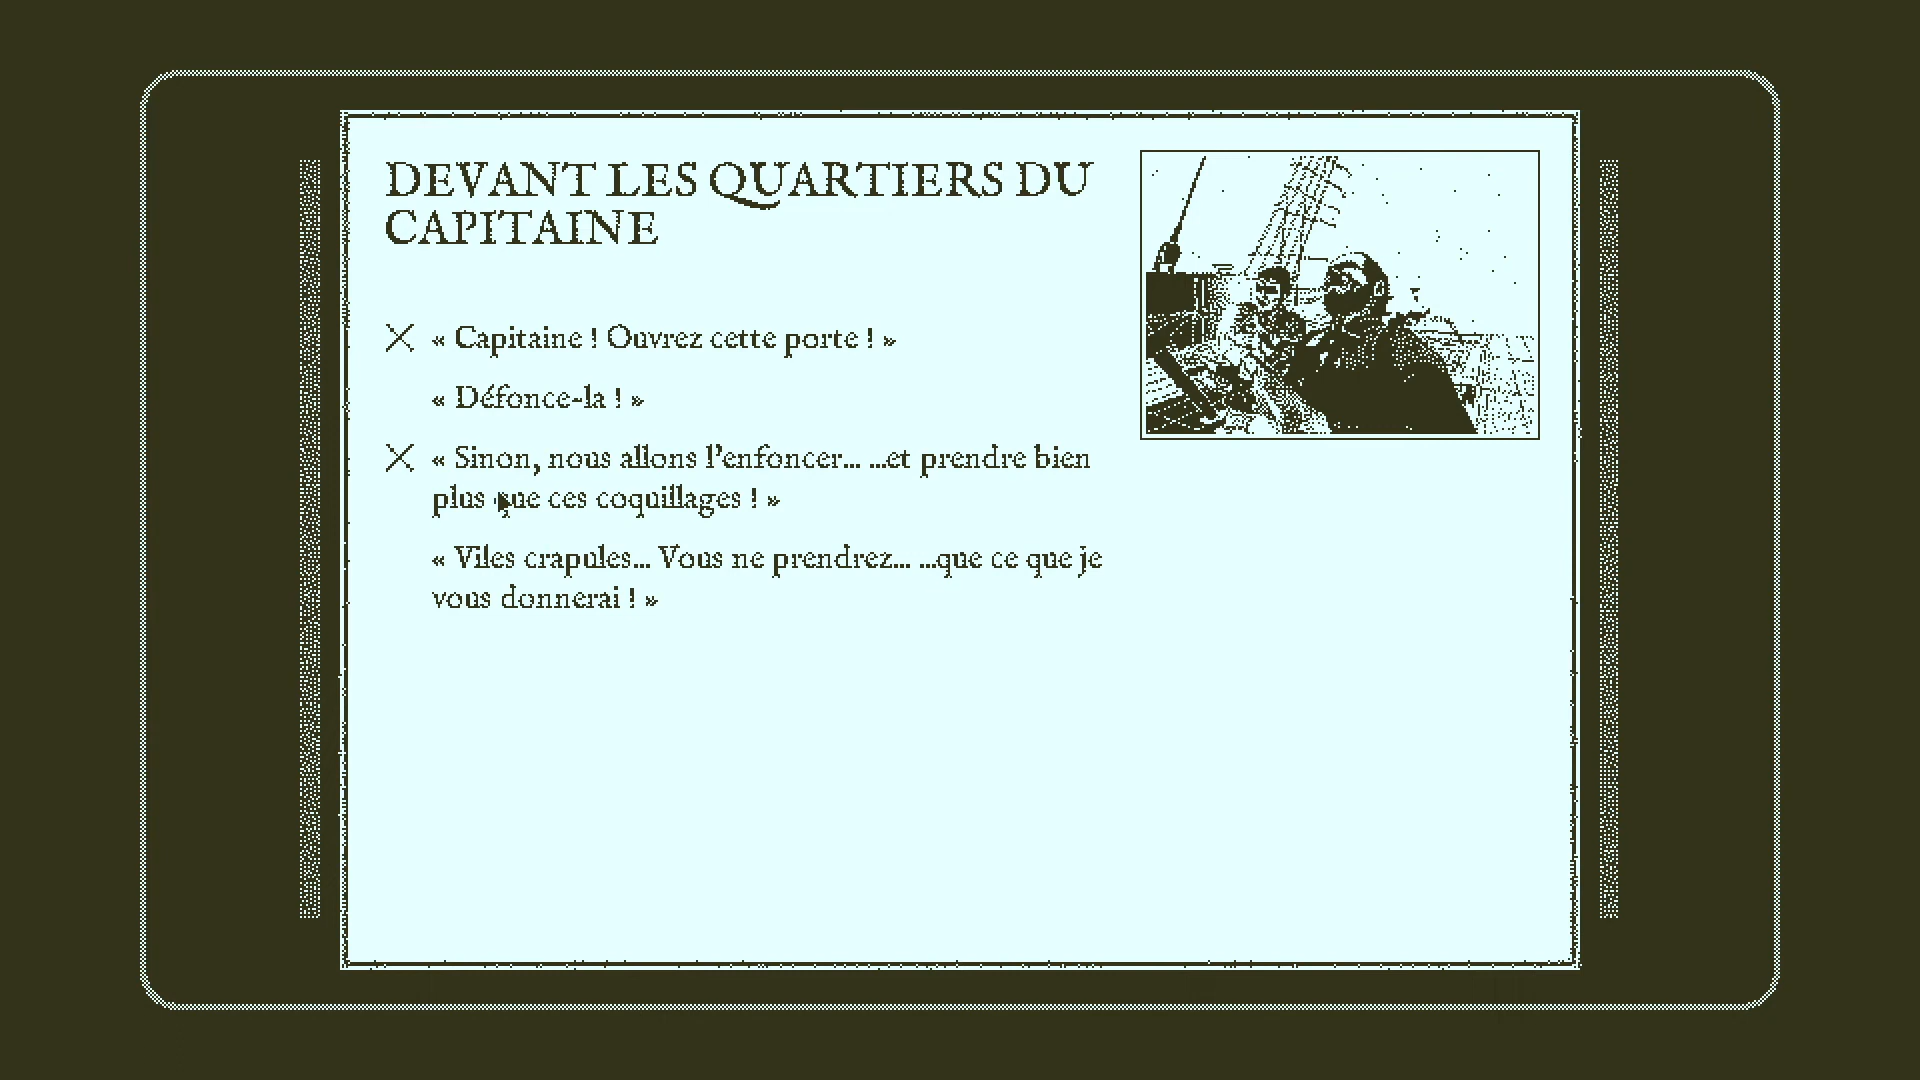 DEVANT LES QUARTIERS DU
CAPITAINE
« Capitaine ! Ouvrez cette porte ! »
« Défonce-la ! »
« Sinon, nous allons l'enfoncer... ...et prendre bien
plus que ces coquillages ! »
« Viles crapules... Vous ne prendrez... ...que ce que je
vous donnerai ! »